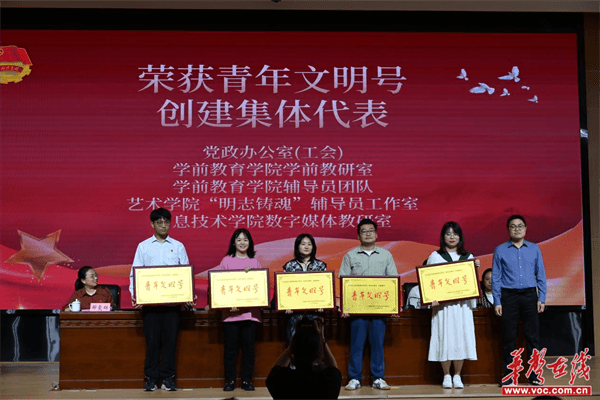 荣获青年文明号
创建集体代表
党政办公室(工会)
学前教育学院学前教研室
学前教育学院辅导员团队
艺术学院“明志铸魂”辅导员工作室
息技术学院数字媒体教研室
青年文明号
青年文明号
青年文明号
青年文明号
青年文明号
华声在线
www.voc.com.cn